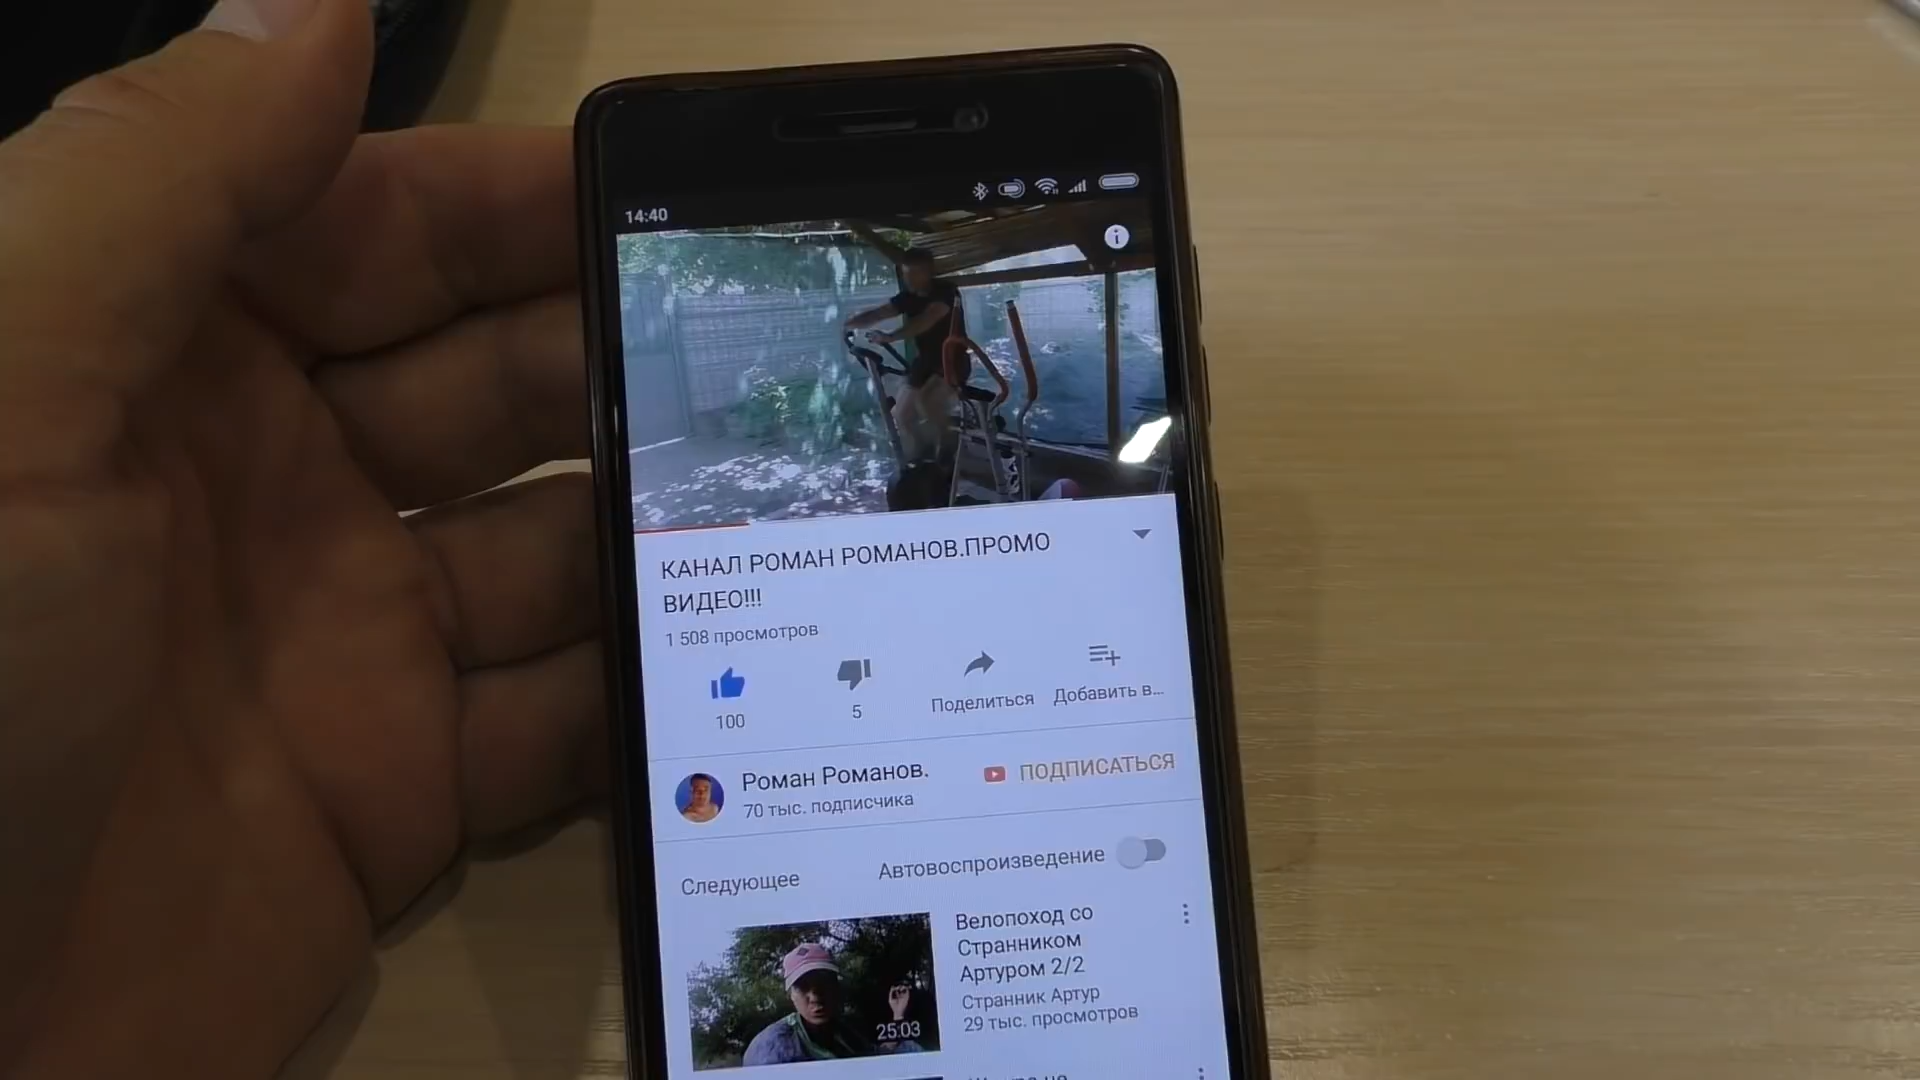 14:40
КАНАЛ РОМАН РОМАНОВ.ПРОМО
ВИДЕО!!!
1 508 просмотров
100
5
Поделиться
Добавить в...
Роман Романов.
70 тыс. подписчика
ПОДПИСАТЬСЯ
Следующее
Автовоспроизведение
25:03
Велопоход со
Странником
Артуром 2/2
Странник Артур
29 тыс. просмотров